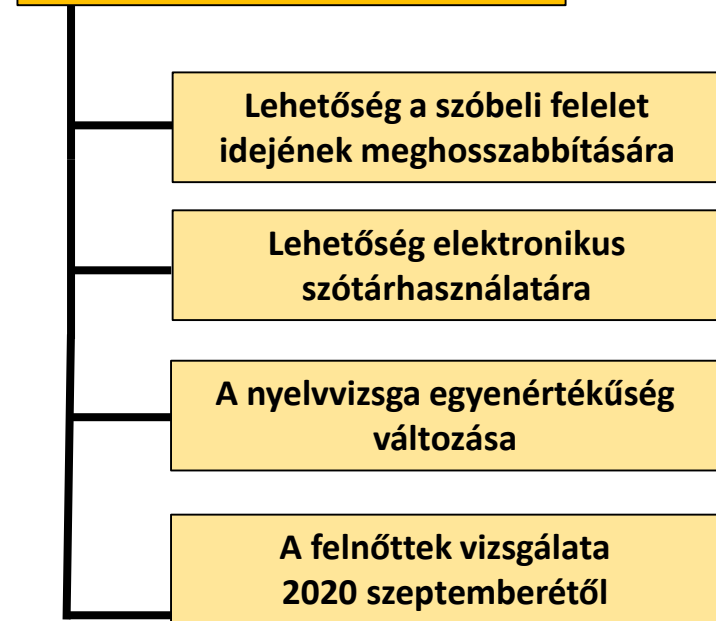 Lehetőség a szóbeli felelet
idejének meghosszabbítására
Lehetőség elektronikus
szótárhasználatára
A nyelvvizsga egyenértékűség
változása
A felnőttek vizsgálata
2020 szeptemberétől